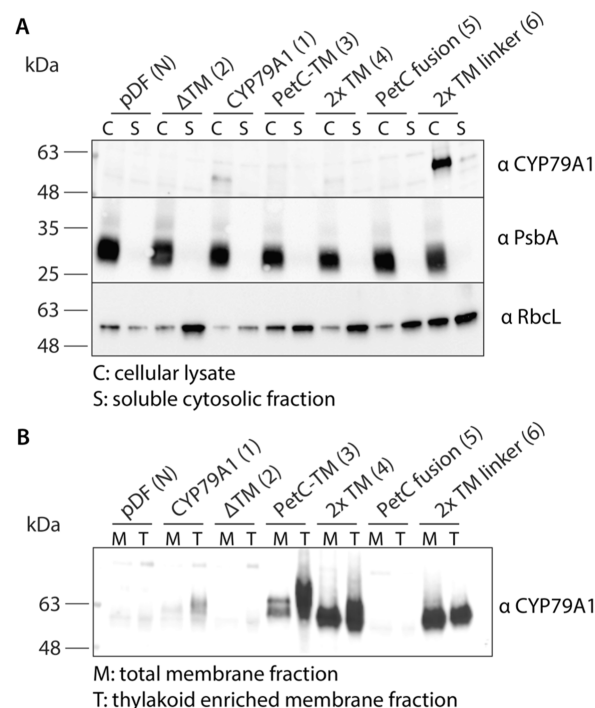 A
kDa
pDF (N) ΔTM (2) CYP79A1 (1) PetC-TM (3) 2x TM (4) PetC fusion (5) 2x TM linker (6)
C S C S C S C S C S C S C S
63
48
α CYP79A1
35
25
α PsbA
63
48
α RbcL
C: cellular lysate
S: soluble cytosolic fraction
B
kDa
pDF (N) CYP79A1 (1) ΔTM (2) PetC-TM (3) 2x TM (4) PetC fusion (5) 2x TM linker (6)
M T M T M T M T M T M T M T
63
48
α CYP79A1
M: total membrane fraction
T: thylakoid enriched membrane fraction